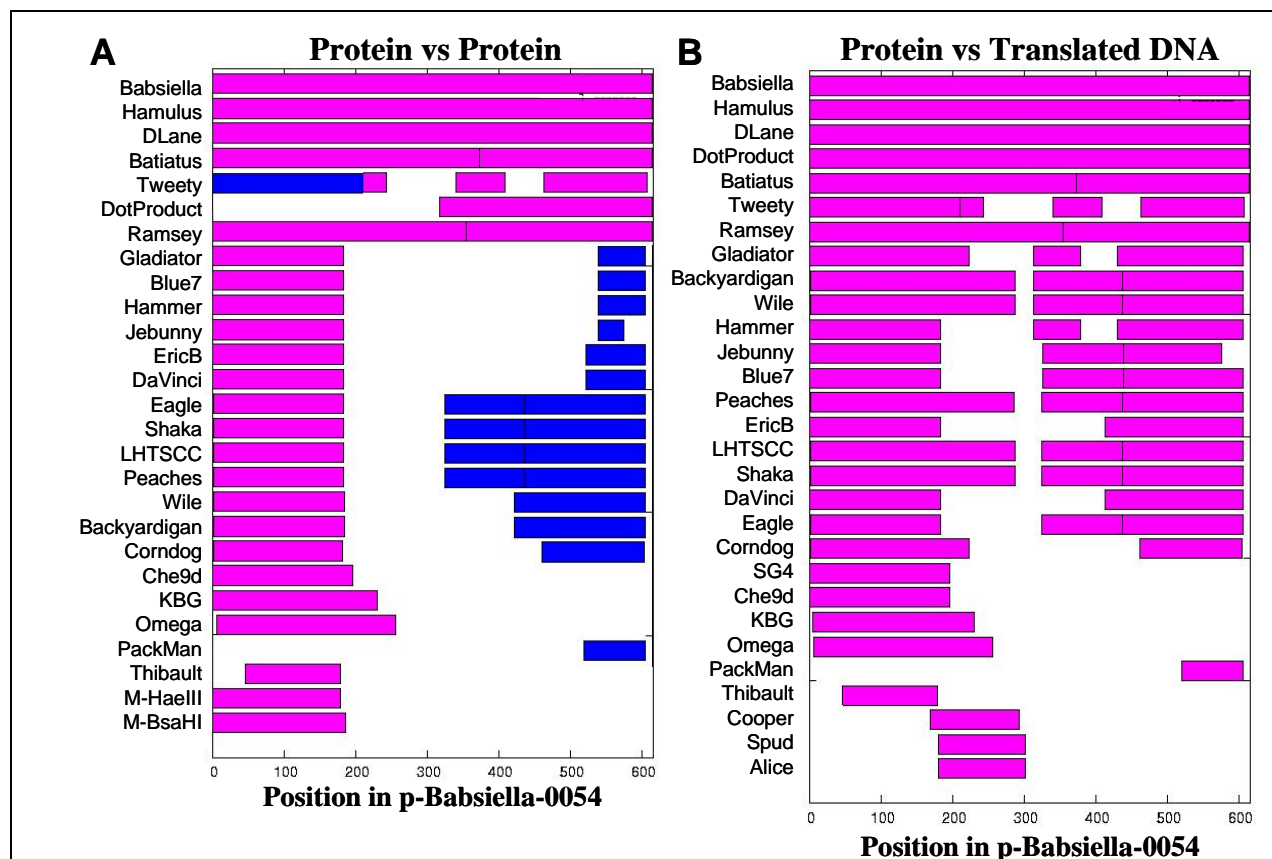 A
Protein vs Protein
Babsiella
Hamulus
DLane
Batiatus
Tweety
DotProduct
Ramsey
Gladiator
Blue7
Hammer
Jebunny
EricB
DaVinci
Eagle
Shaka
LHTSCC
Peaches
Wile
Backyardigan
Corndog
Che9d
KBG
Omega
PackMan
Thibault
M-HaeIII
M-BsaHI
0 100 200 300 400 500 600
Position in p-Babsiella-0054
B
Protein vs Translated DNA
Babsiella
Hamulus
DLane
DotProduct
Batiatus
Tweety
Ramsey
Gladiator
Backyardigan
Wile
Hammer
Jebunny
Blue7
Peaches
EricB
LHTSCC
Shaka
DaVinci
Eagle
Corndog
SG4
Che9d
KBG
Omega
PackMan
Thibault
Cooper
Spud
Alice
0 100 200 300 400 500 600
Position in p-Babsiella-0054